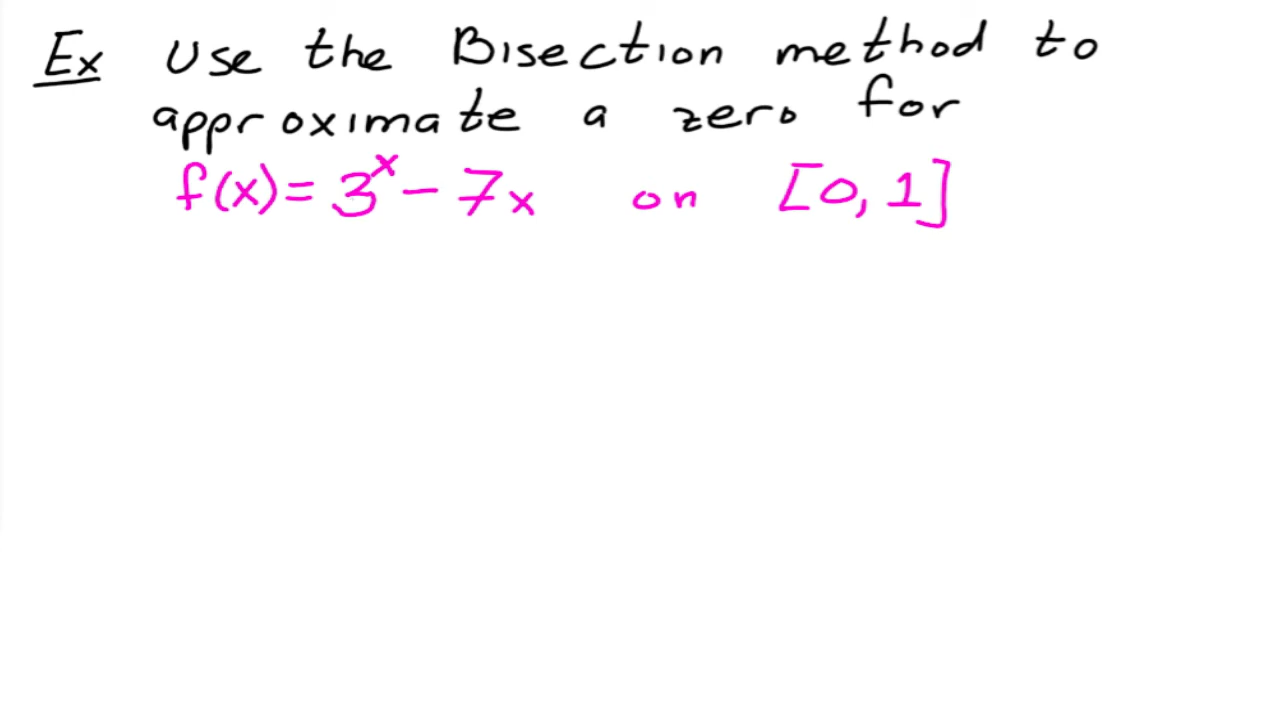 Ex Use the Bisection method to
approximate a zero for
f(x) = 3^x - 7x on [0, 1]